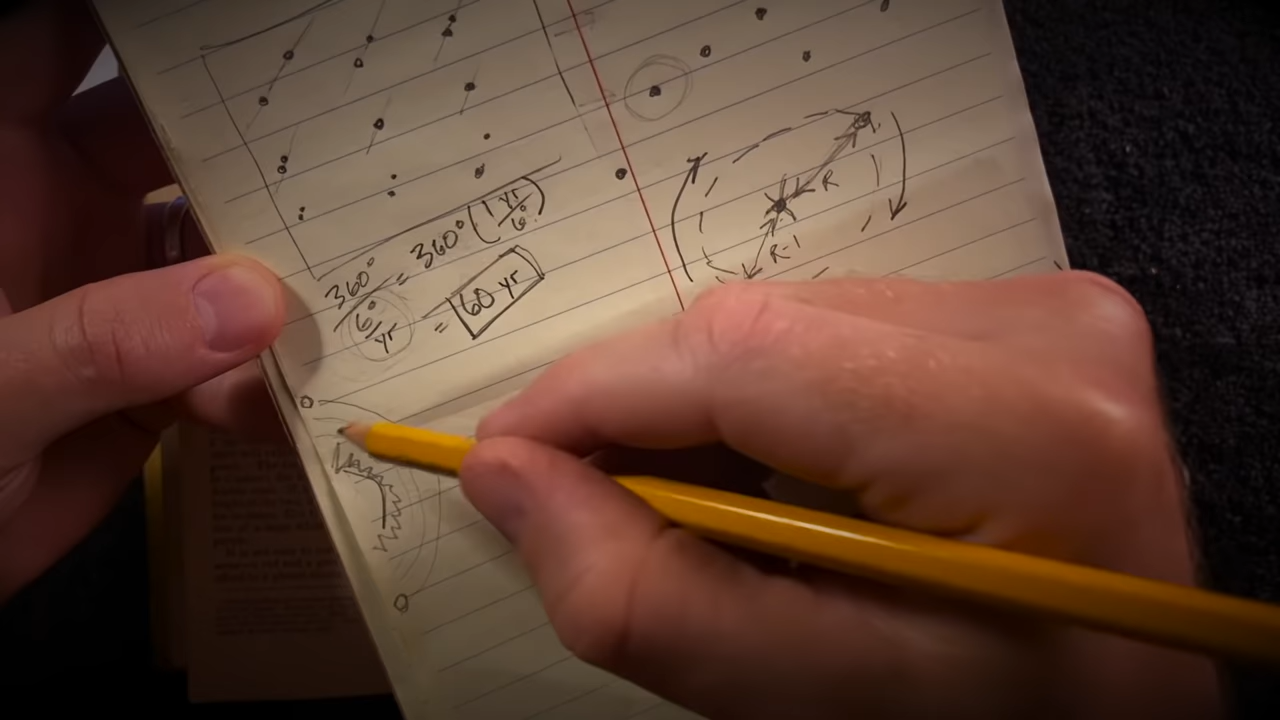 360° / 6°/yr = 360° (1 yr / 6°)
= 60 yr
R
R-1